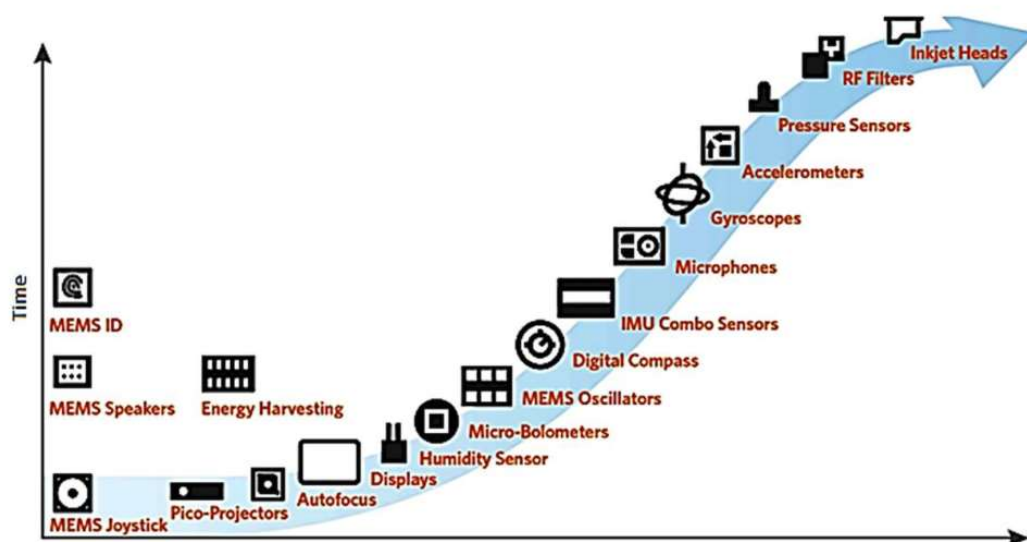 Inkjet Heads
RF Filters
Pressure Sensors
Accelerometers
Gyroscopes
Microphones
IMU Combo Sensors
Digital Compass
MEMS Oscillators
Micro-Bolometers
Humidity Sensor
Displays
Autofocus
Pico-Projectors
MEMS Joystick
MEMS Speakers
Energy Harvesting
MEMS ID
Time